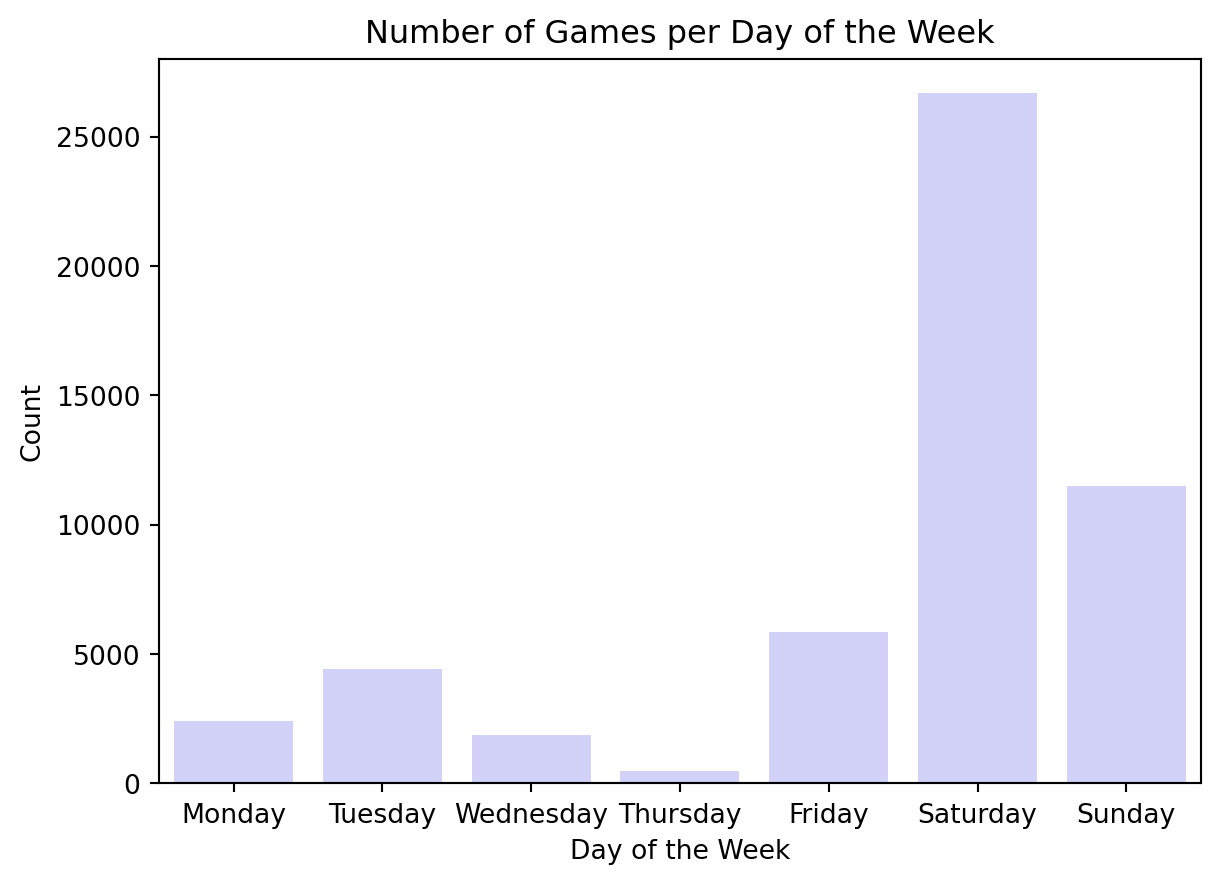 Number of Games per Day of the Week
25000
20000
15000
10000
5000
0
Count
Monday Tuesday Wednesday Thursday Friday Saturday Sunday
Day of the Week